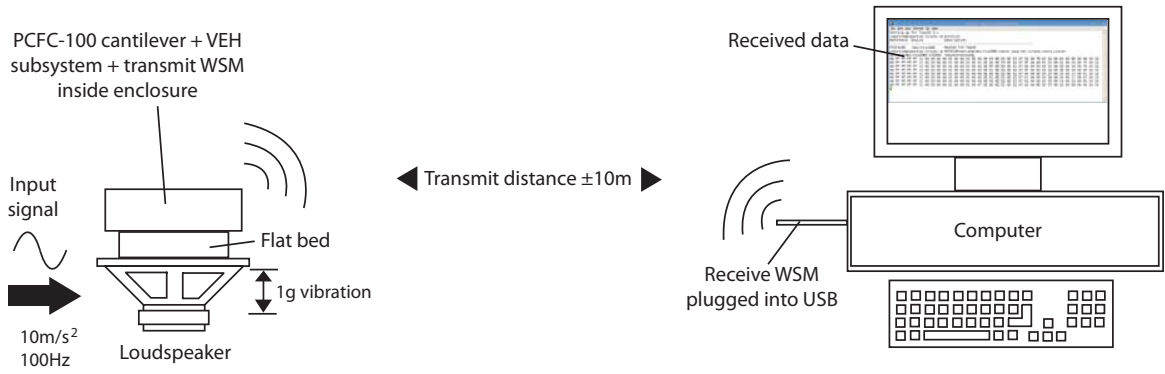 PCFC-100 cantilever + VEH
subsystem + transmit WSM
inside enclosure
Input
signal
10m/s²
100Hz
Flat bed
1g vibration
Loudspeaker
Transmit distance ±10m
Received data
Receive WSM
plugged into USB
Computer